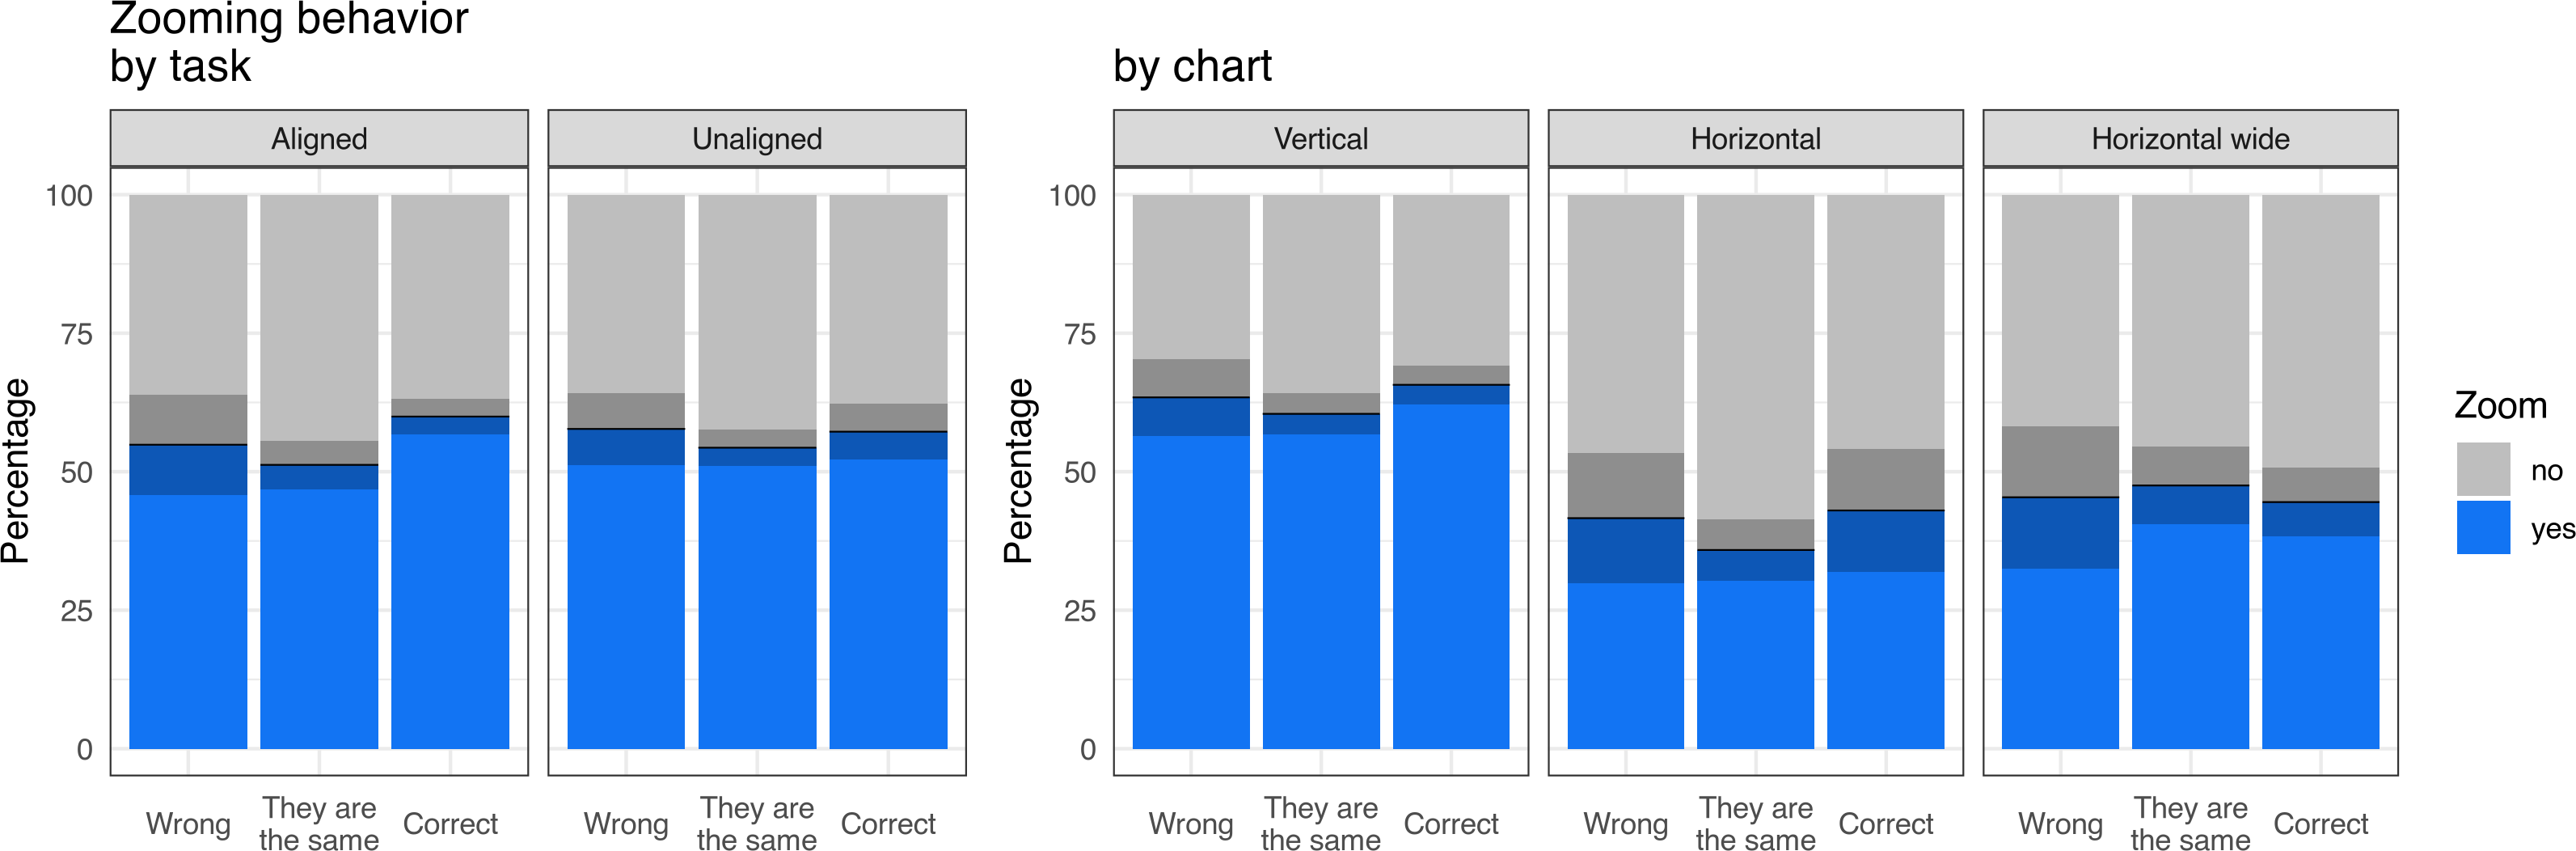 Zooming behavior
by task
Aligned
Unaligned
100
75
50
25
0
Percentage
Wrong
They are
the same
Correct
Wrong
They are
the same
Correct
by chart
Vertical
Horizontal
Horizontal wide
100
75
50
25
0
Percentage
Wrong
They are
the same
Correct
Wrong
They are
the same
Correct
Wrong
They are
the same
Correct
Zoom
no
yes